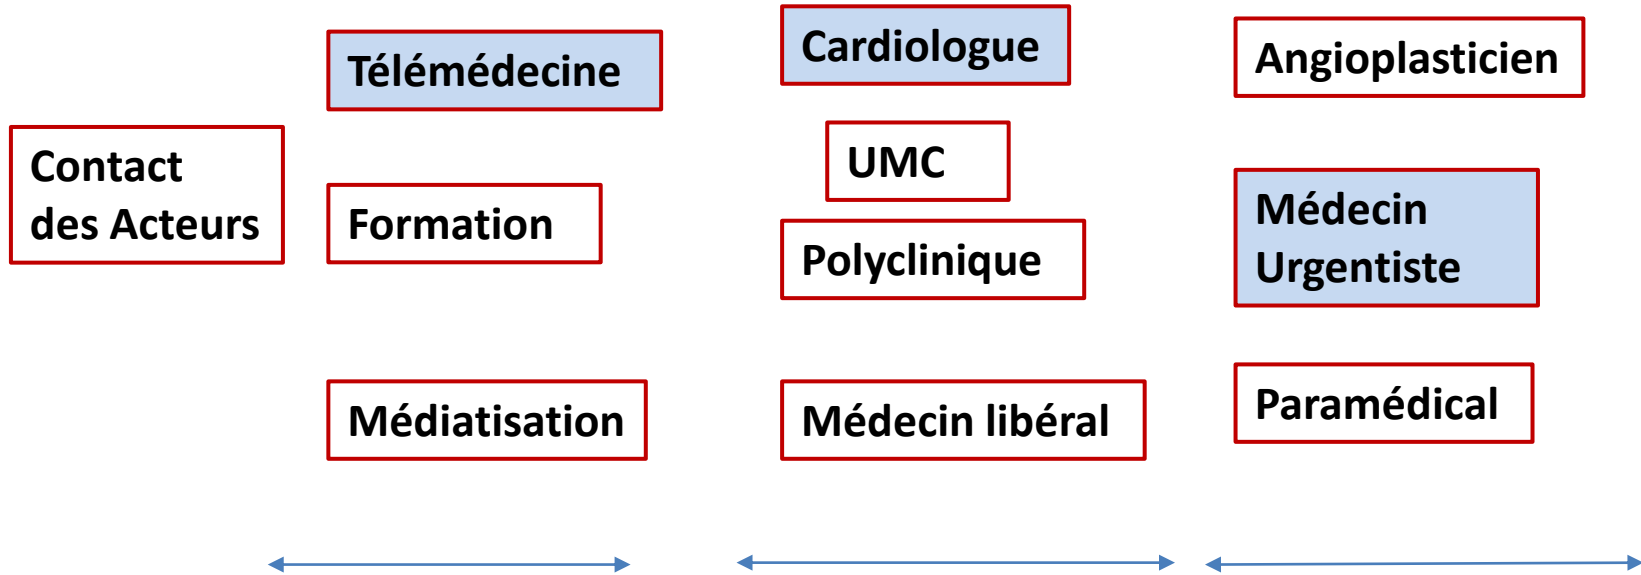 Contact
des Acteurs
Télémédecine
Formation
Médiatisation
Cardiologue
UMC
Polyclinique
Médecin libéral
Angioplasticien
Médecin
Urgentiste
Paramédical